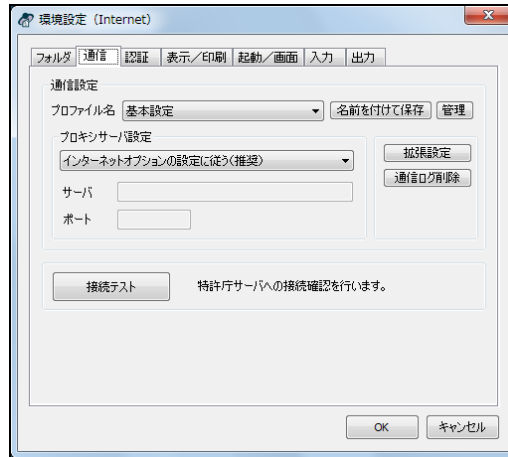 環境設定（Internet）
フォルダ 通信 認証 表示／印刷 起動／画面 入力 出力
通信設定
プロファイル名 基本設定 名前を付けて保存 管理
プロキシサーバ設定
インターネットオプションの設定に従う(推奨)
拡張設定
サーバ
通信ログ削除
ポート
接続テスト 特許庁サーバへの接続確認を行います。
OK キャンセル